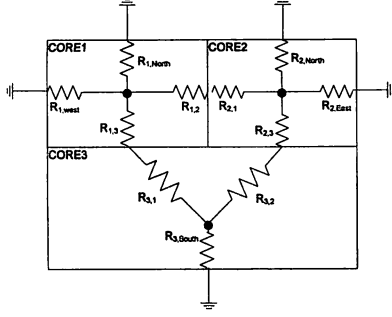 CORE1
CORE2
R1,North
R2,North
R1,west
R1,2
R2,1
R2,East
R1,3
R2,3
CORE3
R3,1
R3,2
R3,South